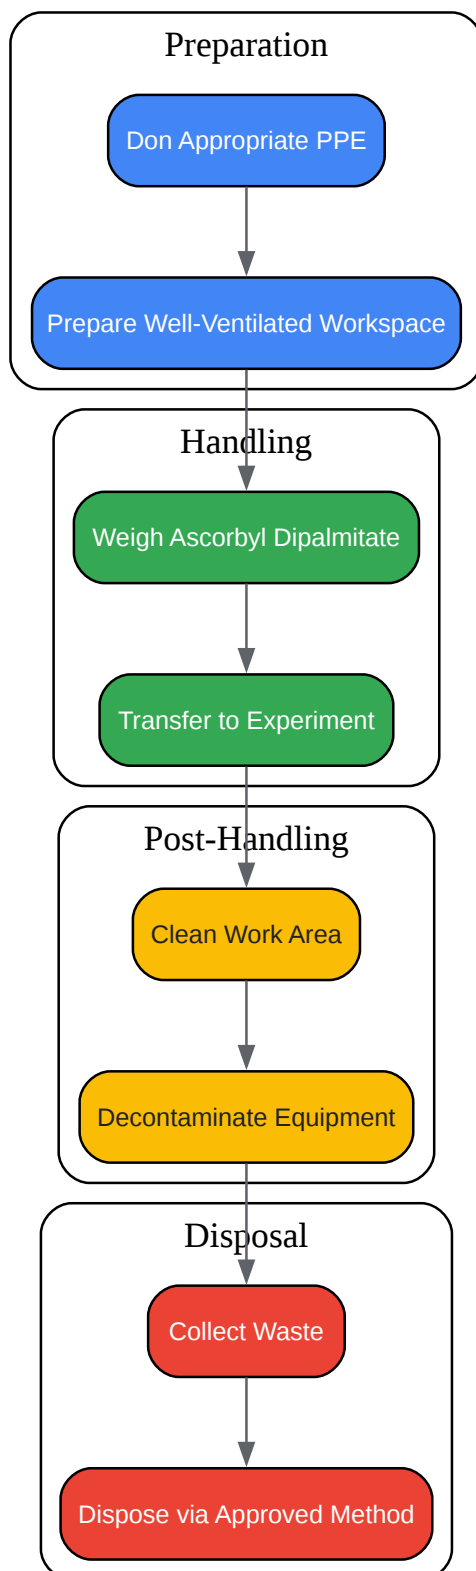 Preparation
Don Appropriate PPE
Prepare Well-Ventilated Workspace
Handling
Weigh Ascorbyl Dipalmitate
Transfer to Experiment
Post-Handling
Clean Work Area
Decontaminate Equipment
Disposal
Collect Waste
Dispose via Approved Method